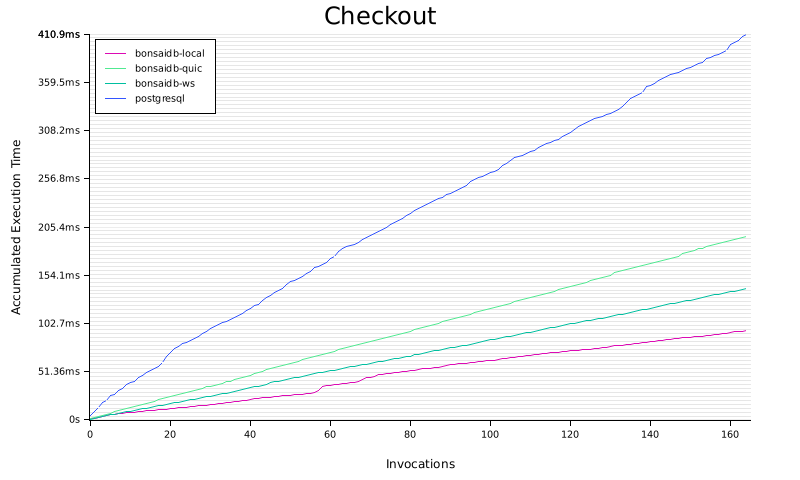 Checkout
410.9ms
359.5ms
308.2ms
256.8ms
205.4ms
154.1ms
102.7ms
51.36ms
0s
Accumulated Execution Time
bonsaidb-local
bonsaidb-quic
bonsaidb-ws
postgresql
0 20 40 60 80 100 120 140 160
Invocations